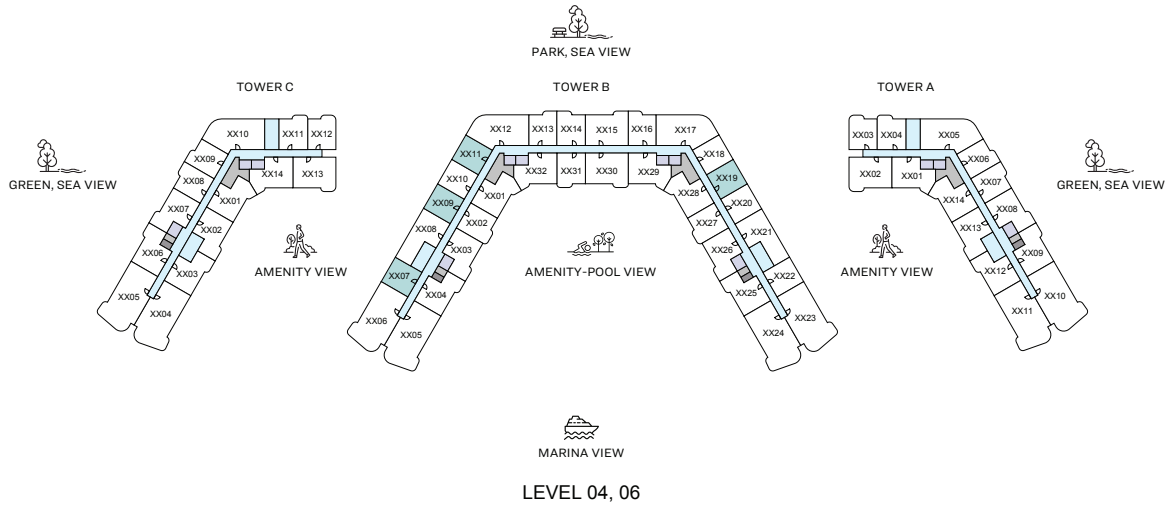 PARK, SEA VIEW
TOWER C
TOWER B
TOWER A
GREEN, SEA VIEW
GREEN, SEA VIEW
XX10
XX11
XX12
XX09
XX14
XX13
XX08
XX01
XX07
XX02
XX06
XX03
XX05
XX04
AMENITY VIEW
XX12
XX13
XX14
XX15
XX16
XX17
XX11
XX32
XX31
XX30
XX29
XX18
XX10
XX01
XX28
XX19
XX09
XX02
XX27
XX20
XX08
XX03
XX26
XX21
XX07
XX04
XX25
XX22
XX06
XX05
XX24
XX23
AMENITY-POOL VIEW
XX03
XX04
XX05
XX02
XX01
XX06
XX14
XX07
XX13
XX08
XX12
XX09
XX11
XX10
AMENITY VIEW
MARINA VIEW
LEVEL 04, 06